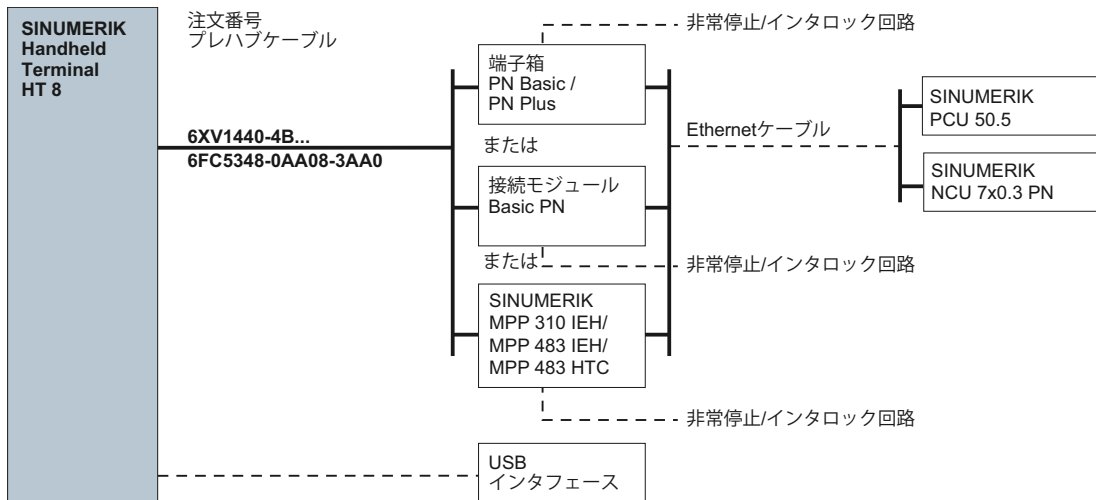 SINUMERIK
Handheld
Terminal
HT 8
注文番号
プレハブケーブル
6XV1440-4B...
6FC5348-0AA08-3AA0
非常停止/インタロック回路
端子箱
PN Basic /
PN Plus
または
接続モジュール
Basic PN
または
非常停止/インタロック回路
SINUMERIK
MPP 310 IEH/
MPP 483 IEH/
MPP 483 HTC
非常停止/インタロック回路
USB
インタフェース
Ethernetケーブル
SINUMERIK
PCU 50.5
SINUMERIK
NCU 7x0.3 PN